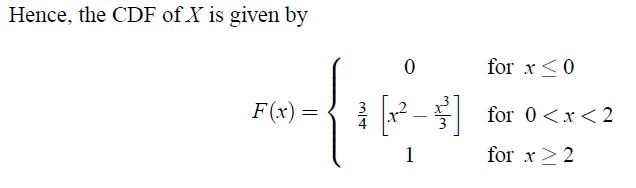 Hence, the CDF of X is given by
0 for x ≤ 0
F(x) = { 3/4 [x² − x³/3] for 0 < x < 2
1 for x ≥ 2